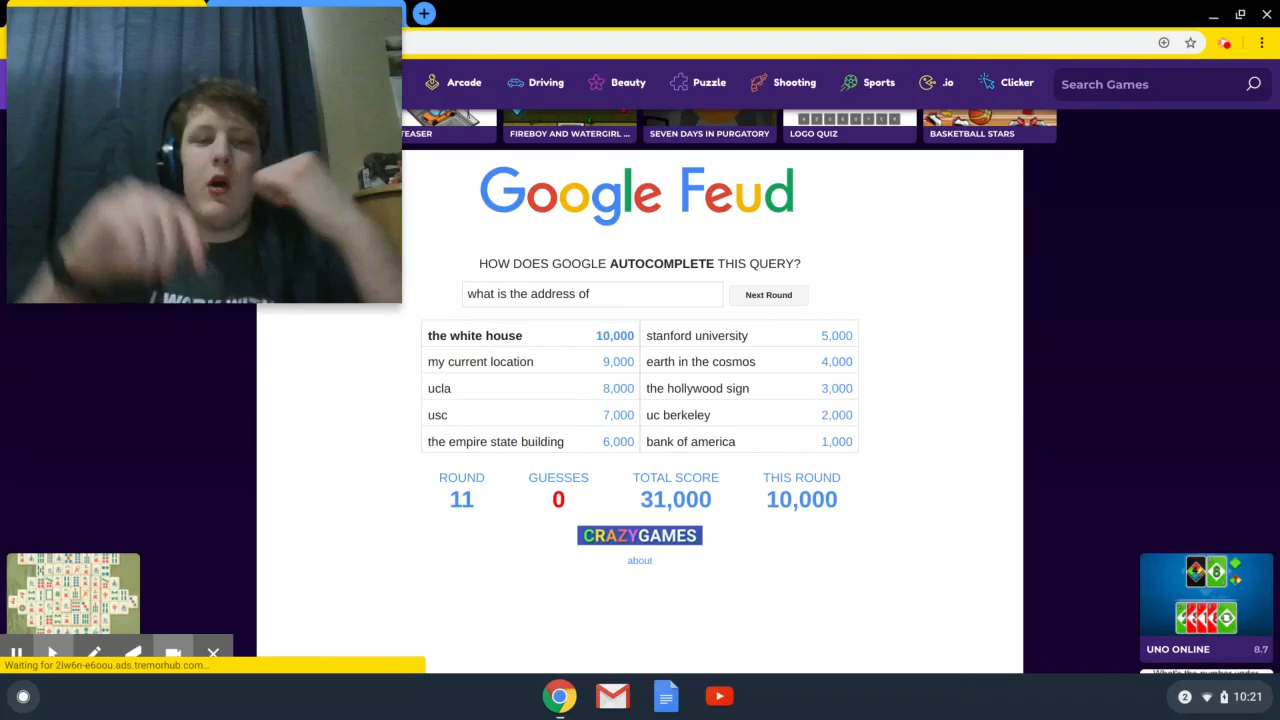 Arcade
Driving
Beauty
Puzzle
Shooting
Sports
.io
Clicker
Search Games
TEASER
FIREBOY AND WATERGIRL ...
SEVEN DAYS IN PURGATORY
LOGO QUIZ
BASKETBALL STARS
Google Feud
HOW DOES GOOGLE AUTOCOMPLETE THIS QUERY?
what is the address of
Next Round
the white house 10,000
my current location 9,000
ucla 8,000
usc 7,000
the empire state building 6,000
stanford university 5,000
earth in the cosmos 4,000
the hollywood sign 3,000
uc berkeley 2,000
bank of america 1,000
ROUND
11
GUESSES
0
TOTAL SCORE
31,000
THIS ROUND
10,000
CRAZYGAMES
about
UNO ONLINE 8.7
Waiting for 2lw6n-e6oou.ads.tremorhub.com...
2
10:21